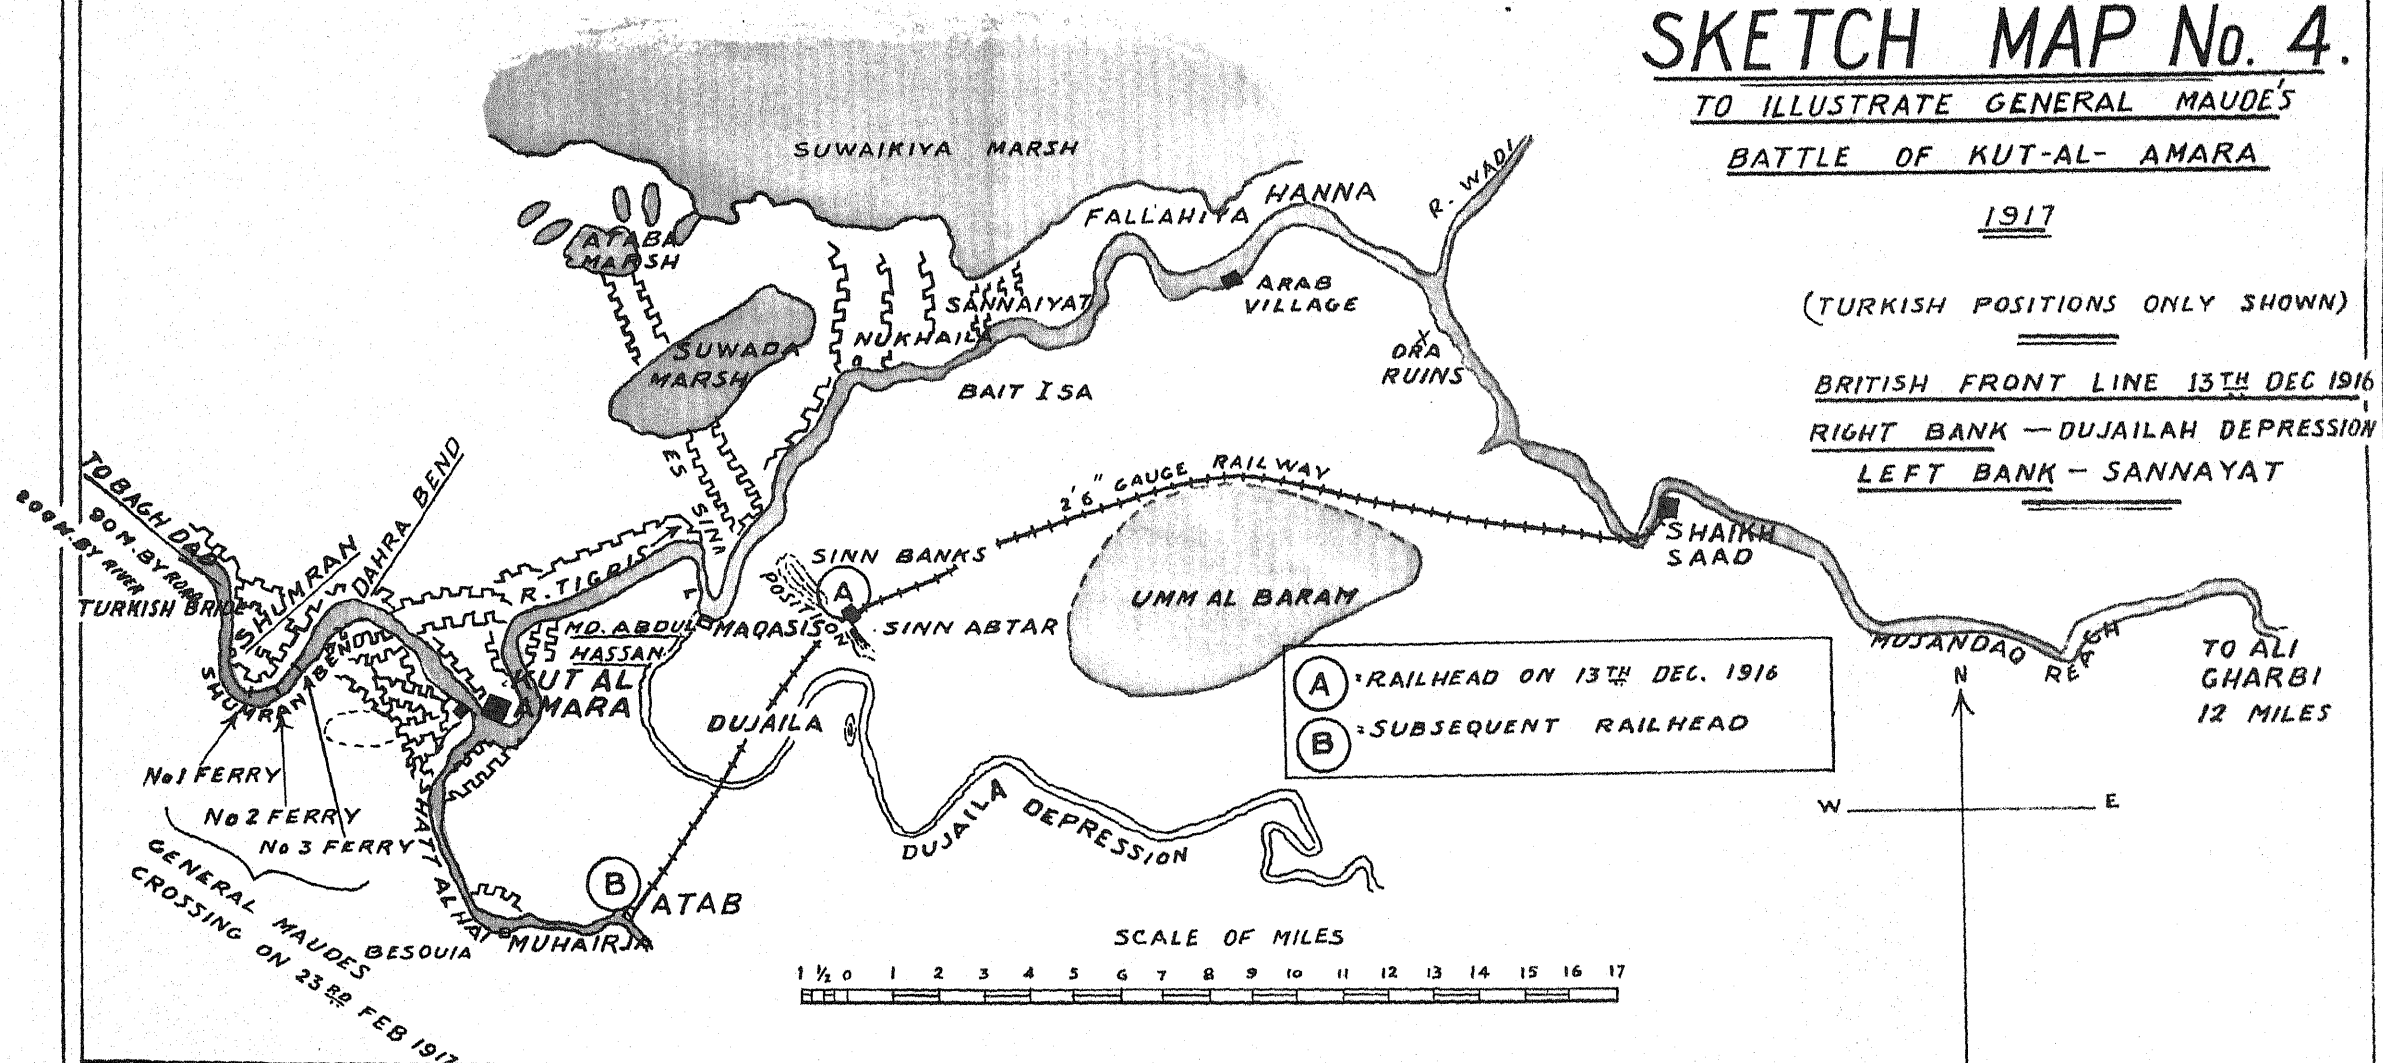 SKETCH MAP No. 4.
TO ILLUSTRATE GENERAL MAUDE'S
BATTLE OF KUT-AL- AMARA
1917
(TURKISH POSITIONS ONLY SHOWN)
BRITISH FRONT LINE 13TH DEC 1916
RIGHT BANK — DUJAILAH DEPRESSION
LEFT BANK — SANNAYAT
SUWAIKIYA MARSH
R. WADI
HANNA
FALLAHIYA
ATABA
MARSH
ARAB
VILLAGE
SANNAIYAT
NUKHAILA
SUWADA
MARSH
BAIT ISA
ORA
RUINS
ES SINN
POSITION
2'6" GAUGE RAILWAY
SHAIKH
SAAD
TO BAGHDAD
90 M. BY ROAD
200 M. BY RIVER
TURKISH BRIDGE
SHUMRAN
DAHRA BEND
R. TIGRIS
SINN BANKS
A
UMM AL BARAM
SINN ABTAR
MAQASIS
MD. ABDUL
HASSAN
KUT AL
AMARA
SHUMRAN BEND
MUJANDAQ REACH
TO ALI
GHARBI
12 MILES
A = RAILHEAD ON 13TH DEC. 1916
B = SUBSEQUENT RAILHEAD
N
W
E
DUJAILA
DUJAILA DEPRESSION
No 1 FERRY
No 2 FERRY
No 3 FERRY
GENERAL MAUDES
CROSSING ON 23RD FEB 1917
SHATT AL HAI
B
ATAB
BESOUIA
MUHAIRJA
SCALE OF MILES
1 ½ 0 1 2 3 4 5 6 7 8 9 10 11 12 13 14 15 16 17